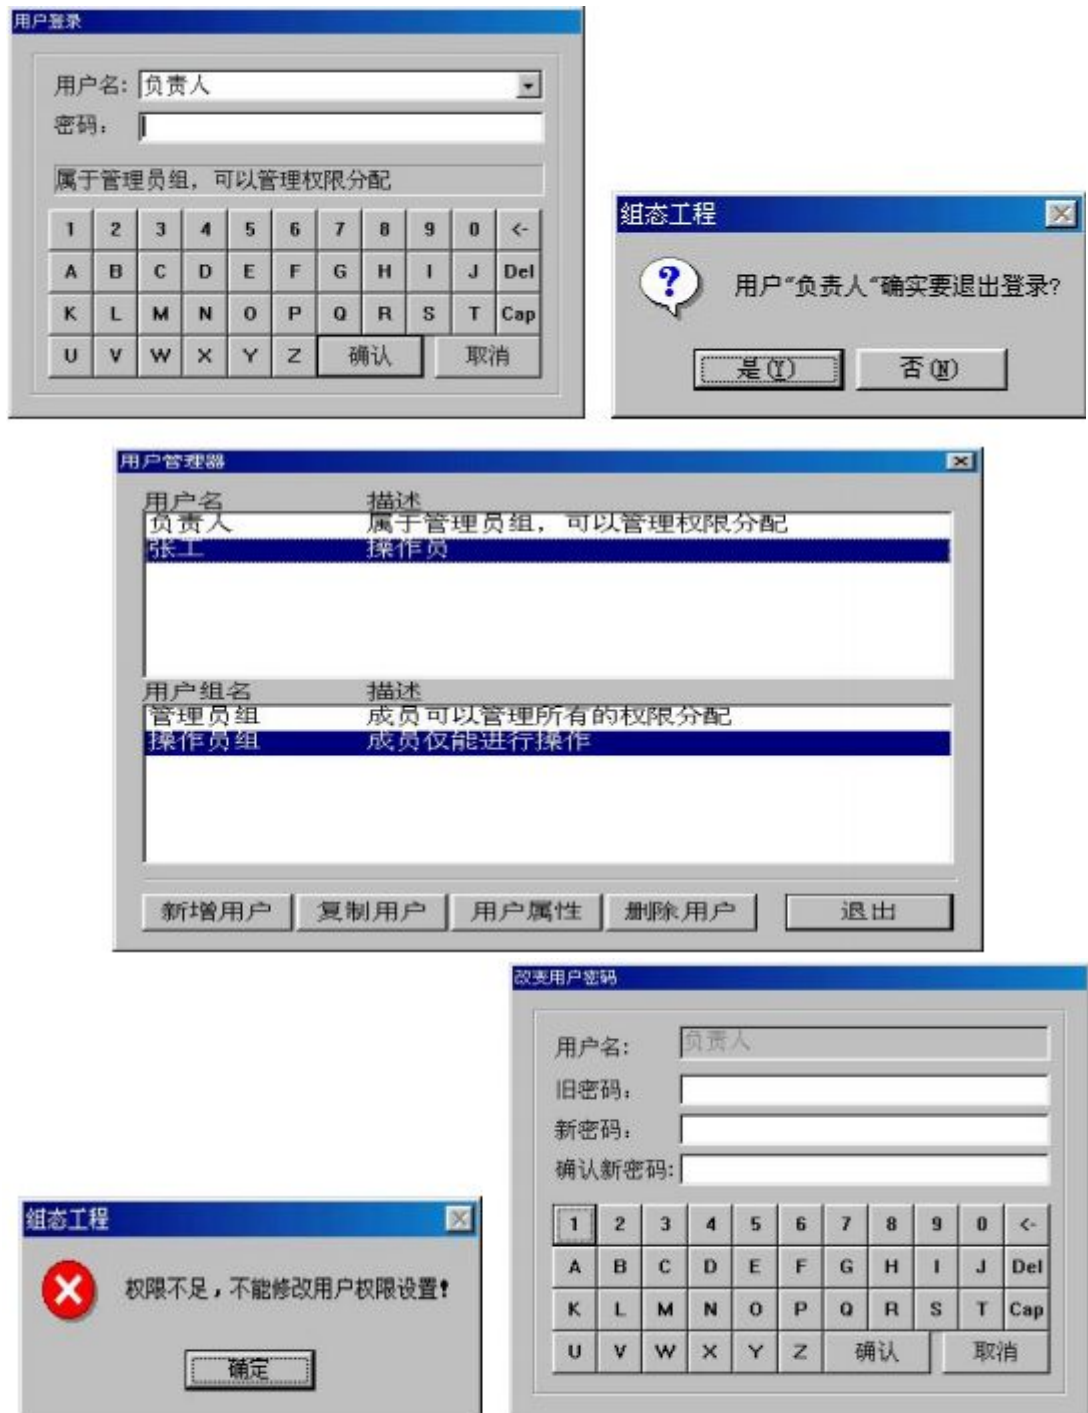 用户登录
用户名: 负责人
密码:
属于管理员组, 可以管理权限分配
1 2 3 4 5 6 7 8 9 0 <-
A B C D E F G H I J Del
K L M N O P Q R S T Cap
U V W X Y Z 确认 取消
组态工程
用户“负责人“确实要退出登录?
是(Y) 否(N)
用户管理器
用户名 描述
负责人 属于管理员组, 可以管理权限分配
张工 操作员
用户组名 描述
管理员组 成员可以管理所有的权限分配
操作员组 成员仅能进行操作
新增用户 复制用户 用户属性 删除用户 退出
组态工程
权限不足,不能修改用户权限设置!
确定
改变用户密码
用户名: 负责人
旧密码:
新密码:
确认新密码:
1 2 3 4 5 6 7 8 9 0 <-
A B C D E F G H I J Del
K L M N O P Q R S T Cap
U V W X Y Z 确认 取消